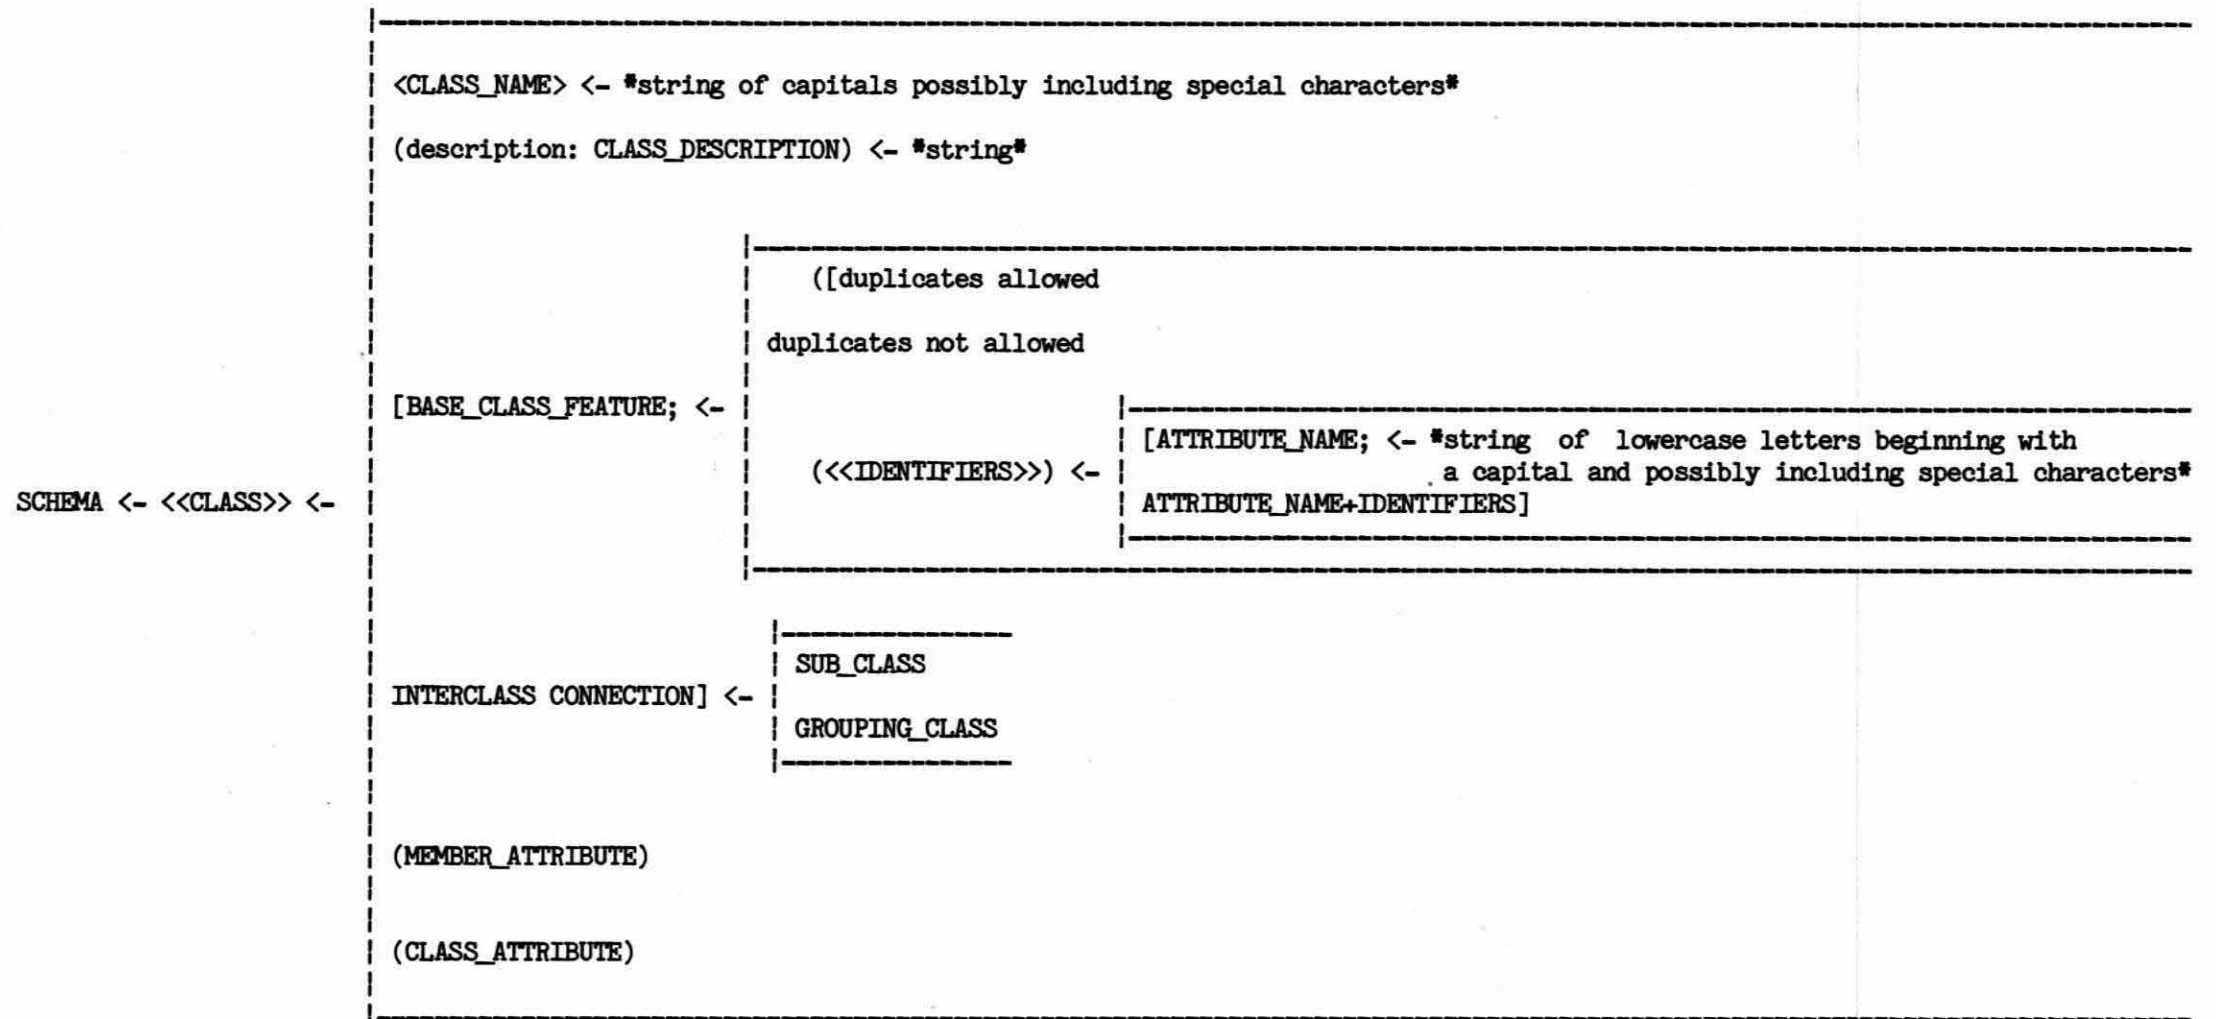 <CLASS_NAME> <- *string of capitals possibly including special characters*
(description: CLASS_DESCRIPTION) <- *string*
([duplicates allowed
duplicates not allowed
[BASE_CLASS_FEATURE; <-
[ATTRIBUTE_NAME; <- *string of lowercase letters beginning with
(<<IDENTIFIERS>>) <- a capital and possibly including special characters*
SCHEMA <- <<CLASS>> <- ATTRIBUTE_NAME+IDENTIFIERS]
SUB_CLASS
INTERCLASS CONNECTION] <-
GROUPING_CLASS
(MEMBER_ATTRIBUTE)
(CLASS_ATTRIBUTE)